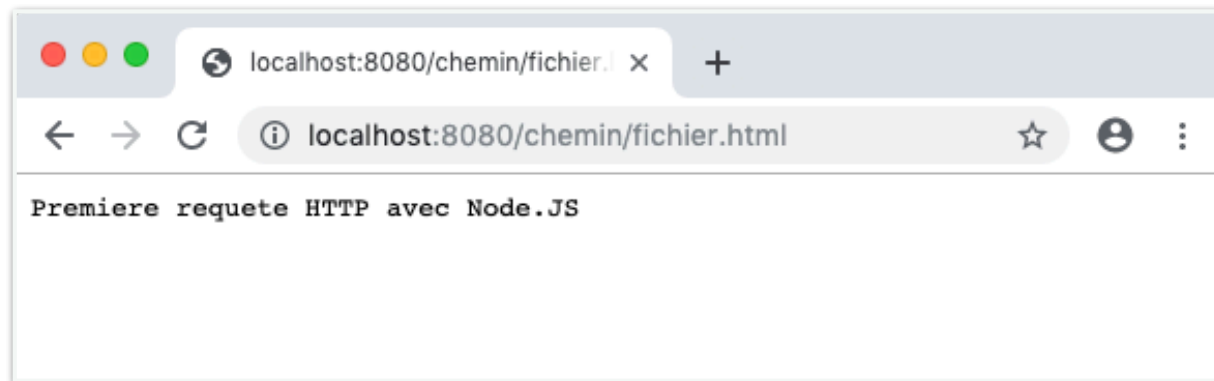 localhost:8080/chemin/fichier.
localhost:8080/chemin/fichier.html
Premiere requete HTTP avec Node.JS